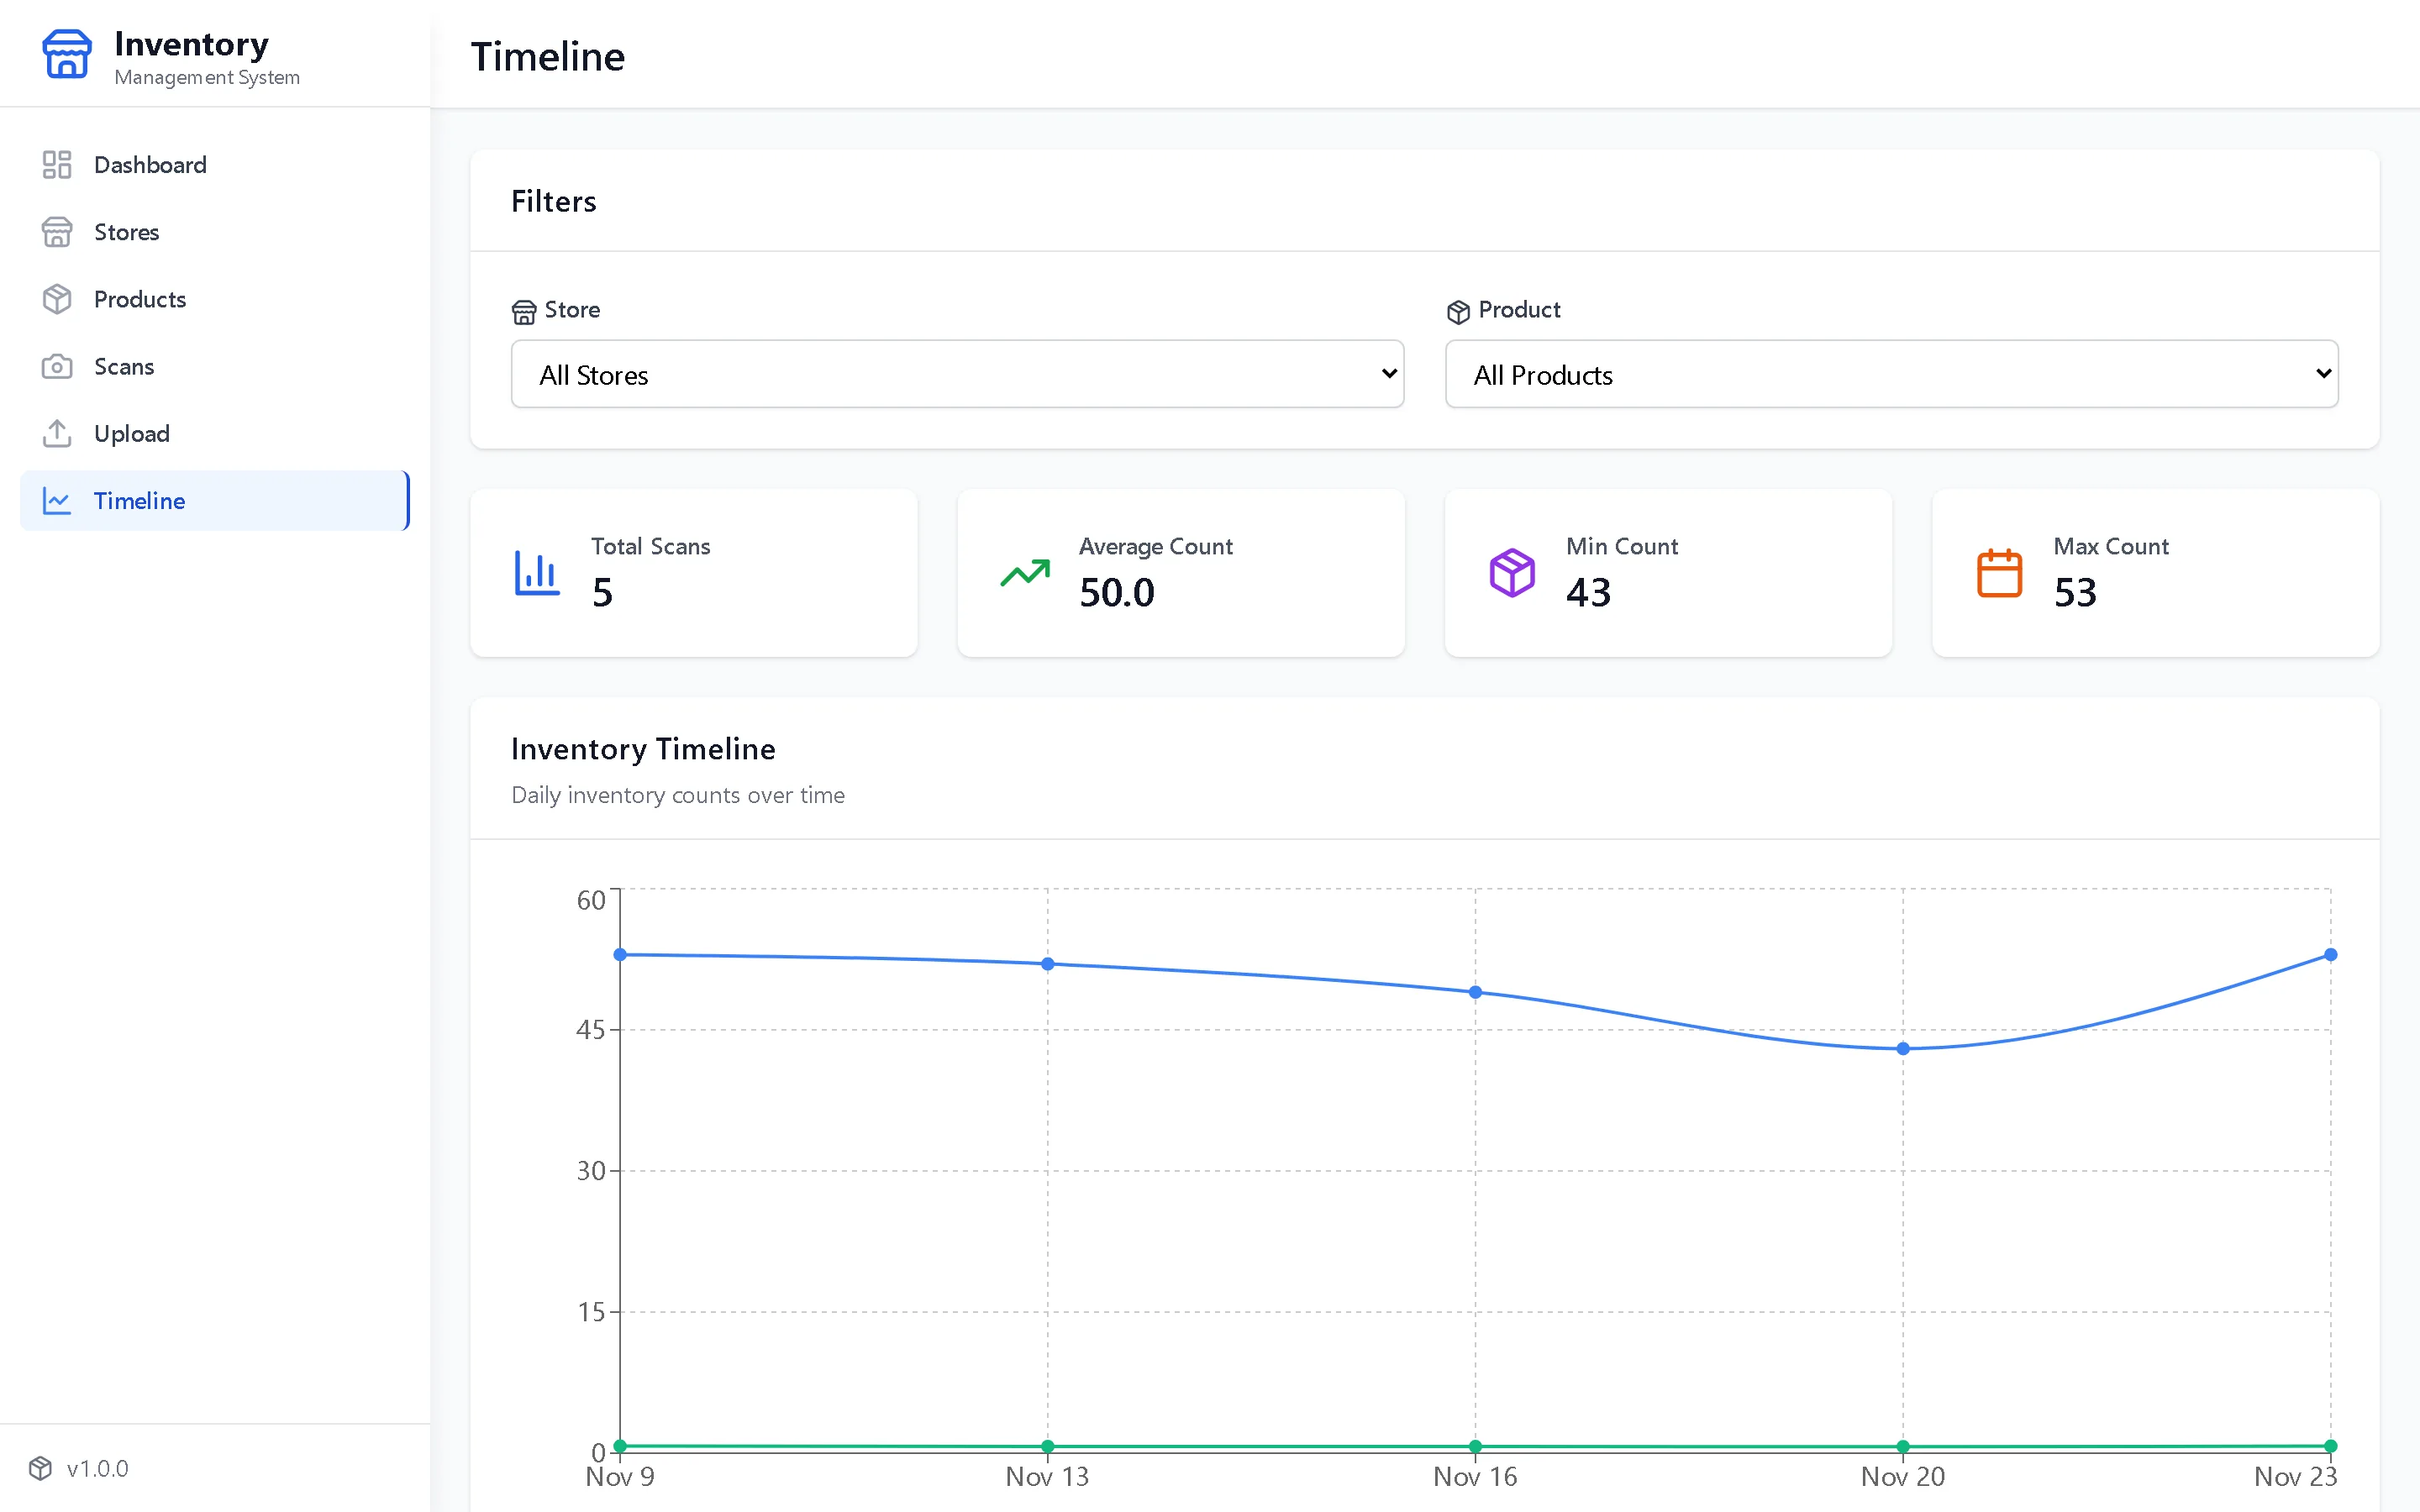 Inventory
Management System
Dashboard
Stores
Products
Scans
Upload
Timeline
v1.0.0
Timeline
Filters
Store
All Stores
Product
All Products
Total Scans
5
Average Count
50.0
Min Count
43
Max Count
53
Inventory Timeline
Daily inventory counts over time
60
45
30
15
0
Nov 9 Nov 13 Nov 16 Nov 20 Nov 23